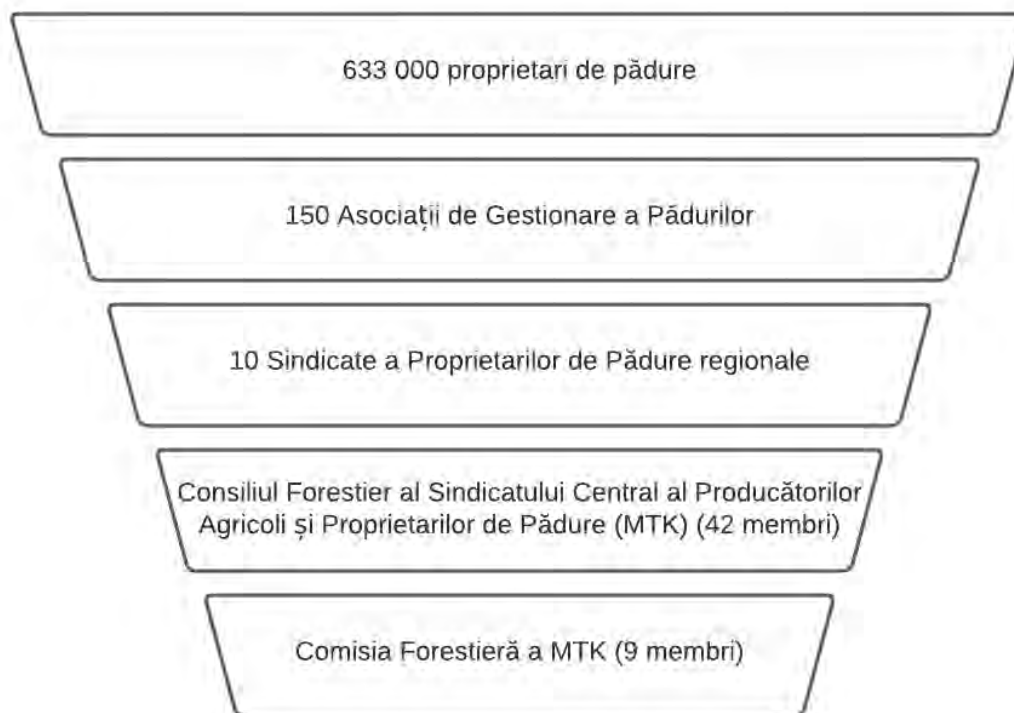 633 000 proprietari de pădure
150 Asociații de Gestionare a Pădurilor
10 Sindicate a Proprietarilor de Pădure regionale
Consiliul Forestier al Sindicatului Central al Producătorilor
Agricoli și Proprietarilor de Pădure (MTK) (42 membri)
Comisia Forestieră a MTK (9 membri)